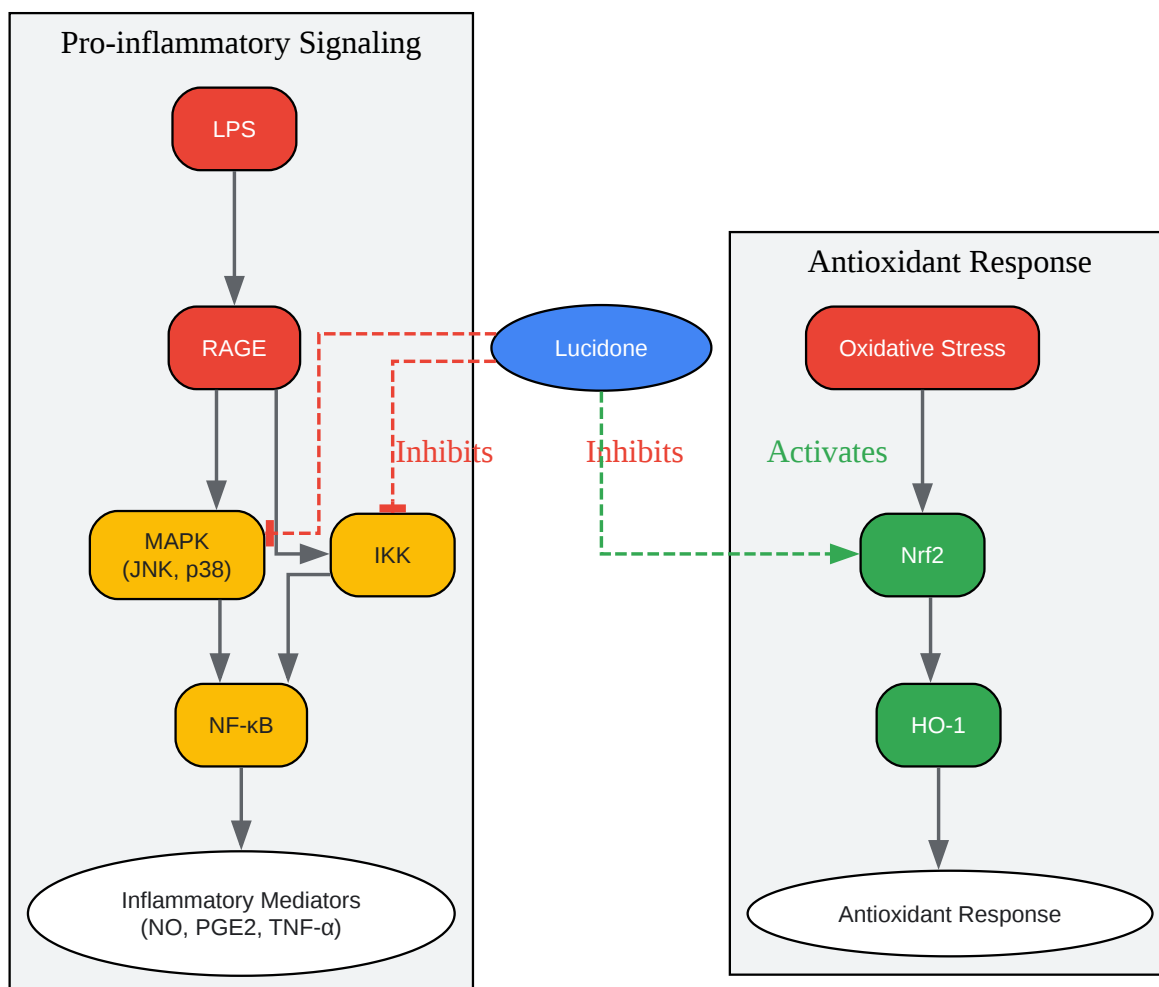 Pro-inflammatory Signaling
LPS
Antioxidant Response
RAGE
Lucidone
Oxidative Stress
Inhibits
Inhibits
Activates
MAPK
(JNK, p38)
IKK
Nrf2
NF-κB
HO-1
Inflammatory Mediators
(NO, PGE2, TNF-α)
Antioxidant Response